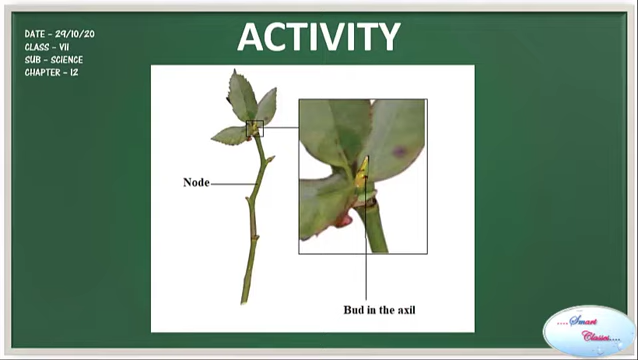 ACTIVITY
DATE - 29/10/20
CLASS - VII
SUB - SCIENCE
CHAPTER - 12
Node
Bud in the axil
....Smart
Classes....